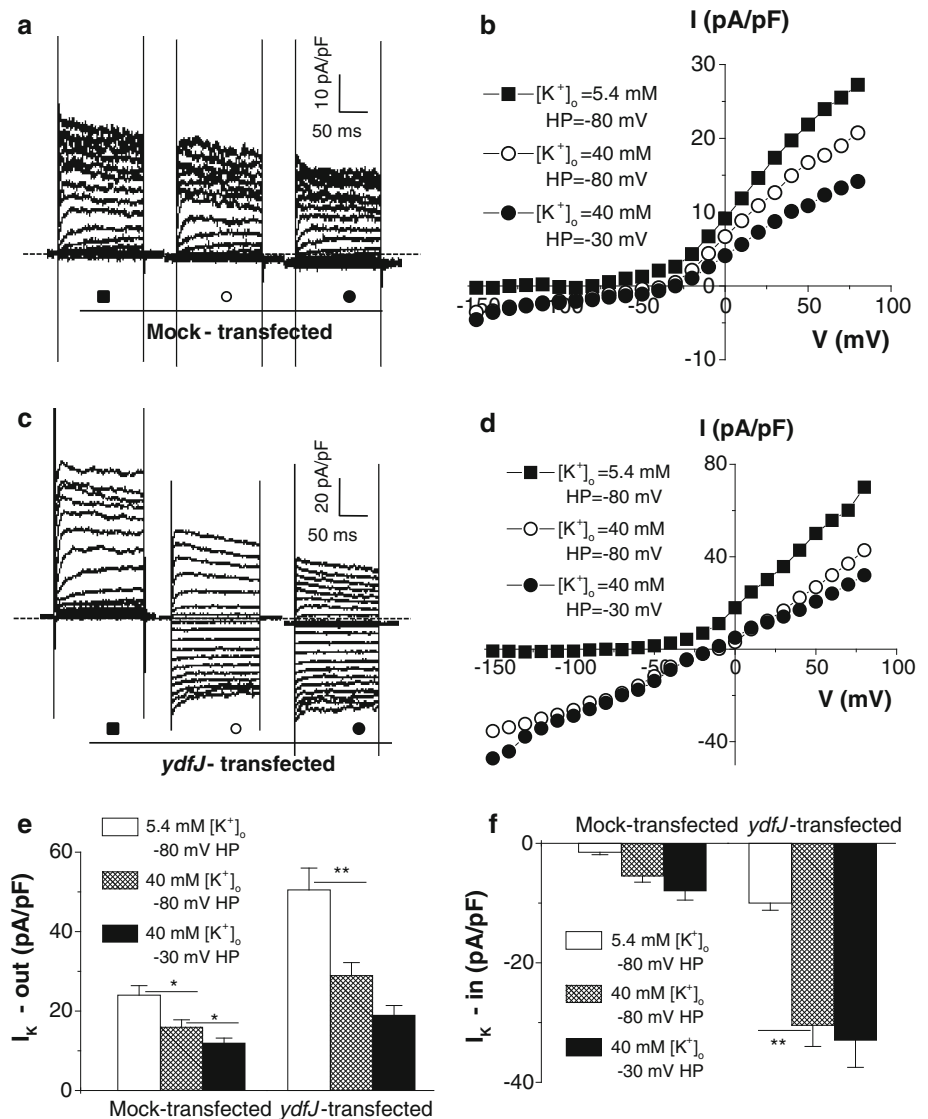 a
10 pA/pF
50 ms
Mock - transfected
b
I (pA/pF)
[K+]o=5.4 mM
HP=-80 mV
[K+]o=40 mM
HP=-80 mV
[K+]o=40 mM
HP=-30 mV
30
20
10
0
-10
-150
-100
-50
0
50
100
V (mV)
c
20 pA/pF
50 ms
ydfJ- transfected
d
I (pA/pF)
[K+]o=5.4 mM
HP=-80 mV
[K+]o=40 mM
HP=-80 mV
[K+]o=40 mM
HP=-30 mV
80
40
-40
-150
-100
-50
0
50
100
V (mV)
e
5.4 mM [K+]o
-80 mV HP
40 mM [K+]o
-80 mV HP
40 mM [K+]o
-30 mV HP
60
40
20
0
IK - out (pA/pF)
*
*
**
Mock-transfected
ydfJ-transfected
f
Mock-transfected
ydfJ-transfected
0
-20
-40
IK - in (pA/pF)
5.4 mM [K+]o
-80 mV HP
40 mM [K+]o
-80 mV HP
40 mM [K+]o
-30 mV HP
**